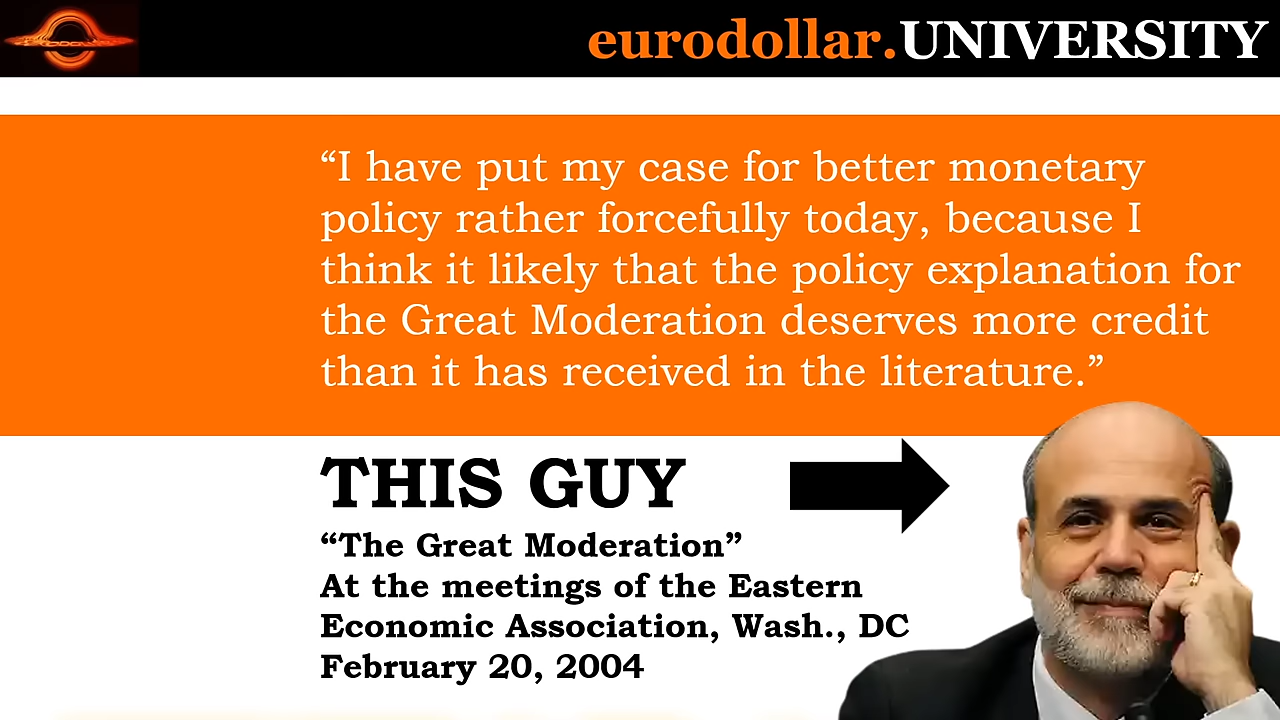 eurodollar.UNIVERSITY
“I have put my case for better monetary
policy rather forcefully today, because I
think it likely that the policy explanation for
the Great Moderation deserves more credit
than it has received in the literature.”
THIS GUY
“The Great Moderation”
At the meetings of the Eastern
Economic Association, Wash., DC
February 20, 2004